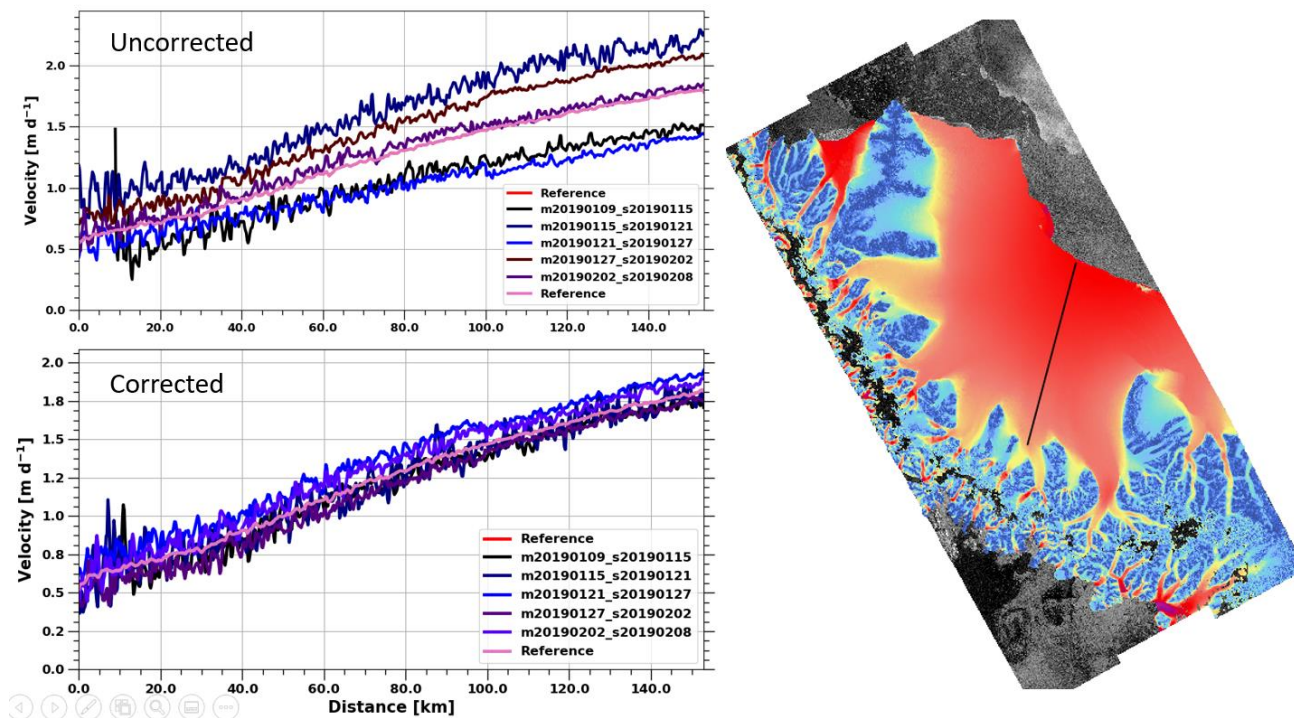 Uncorrected
Velocity [m d⁻¹]
2.0
1.5
1.0
0.5
0.0
0.0 20.0 40.0 60.0 80.0 100.0 120.0 140.0
Reference
m20190109_s20190115
m20190115_s20190121
m20190121_s20190127
m20190127_s20190202
m20190202_s20190208
Reference
Corrected
Velocity [m d⁻¹]
2.0
1.8
1.5
1.2
1.0
0.8
0.5
0.2
0.0
0.0 20.0 40.0 60.0 80.0 100.0 120.0 140.0
Distance [km]
Reference
m20190109_s20190115
m20190115_s20190121
m20190121_s20190127
m20190127_s20190202
m20190202_s20190208
Reference